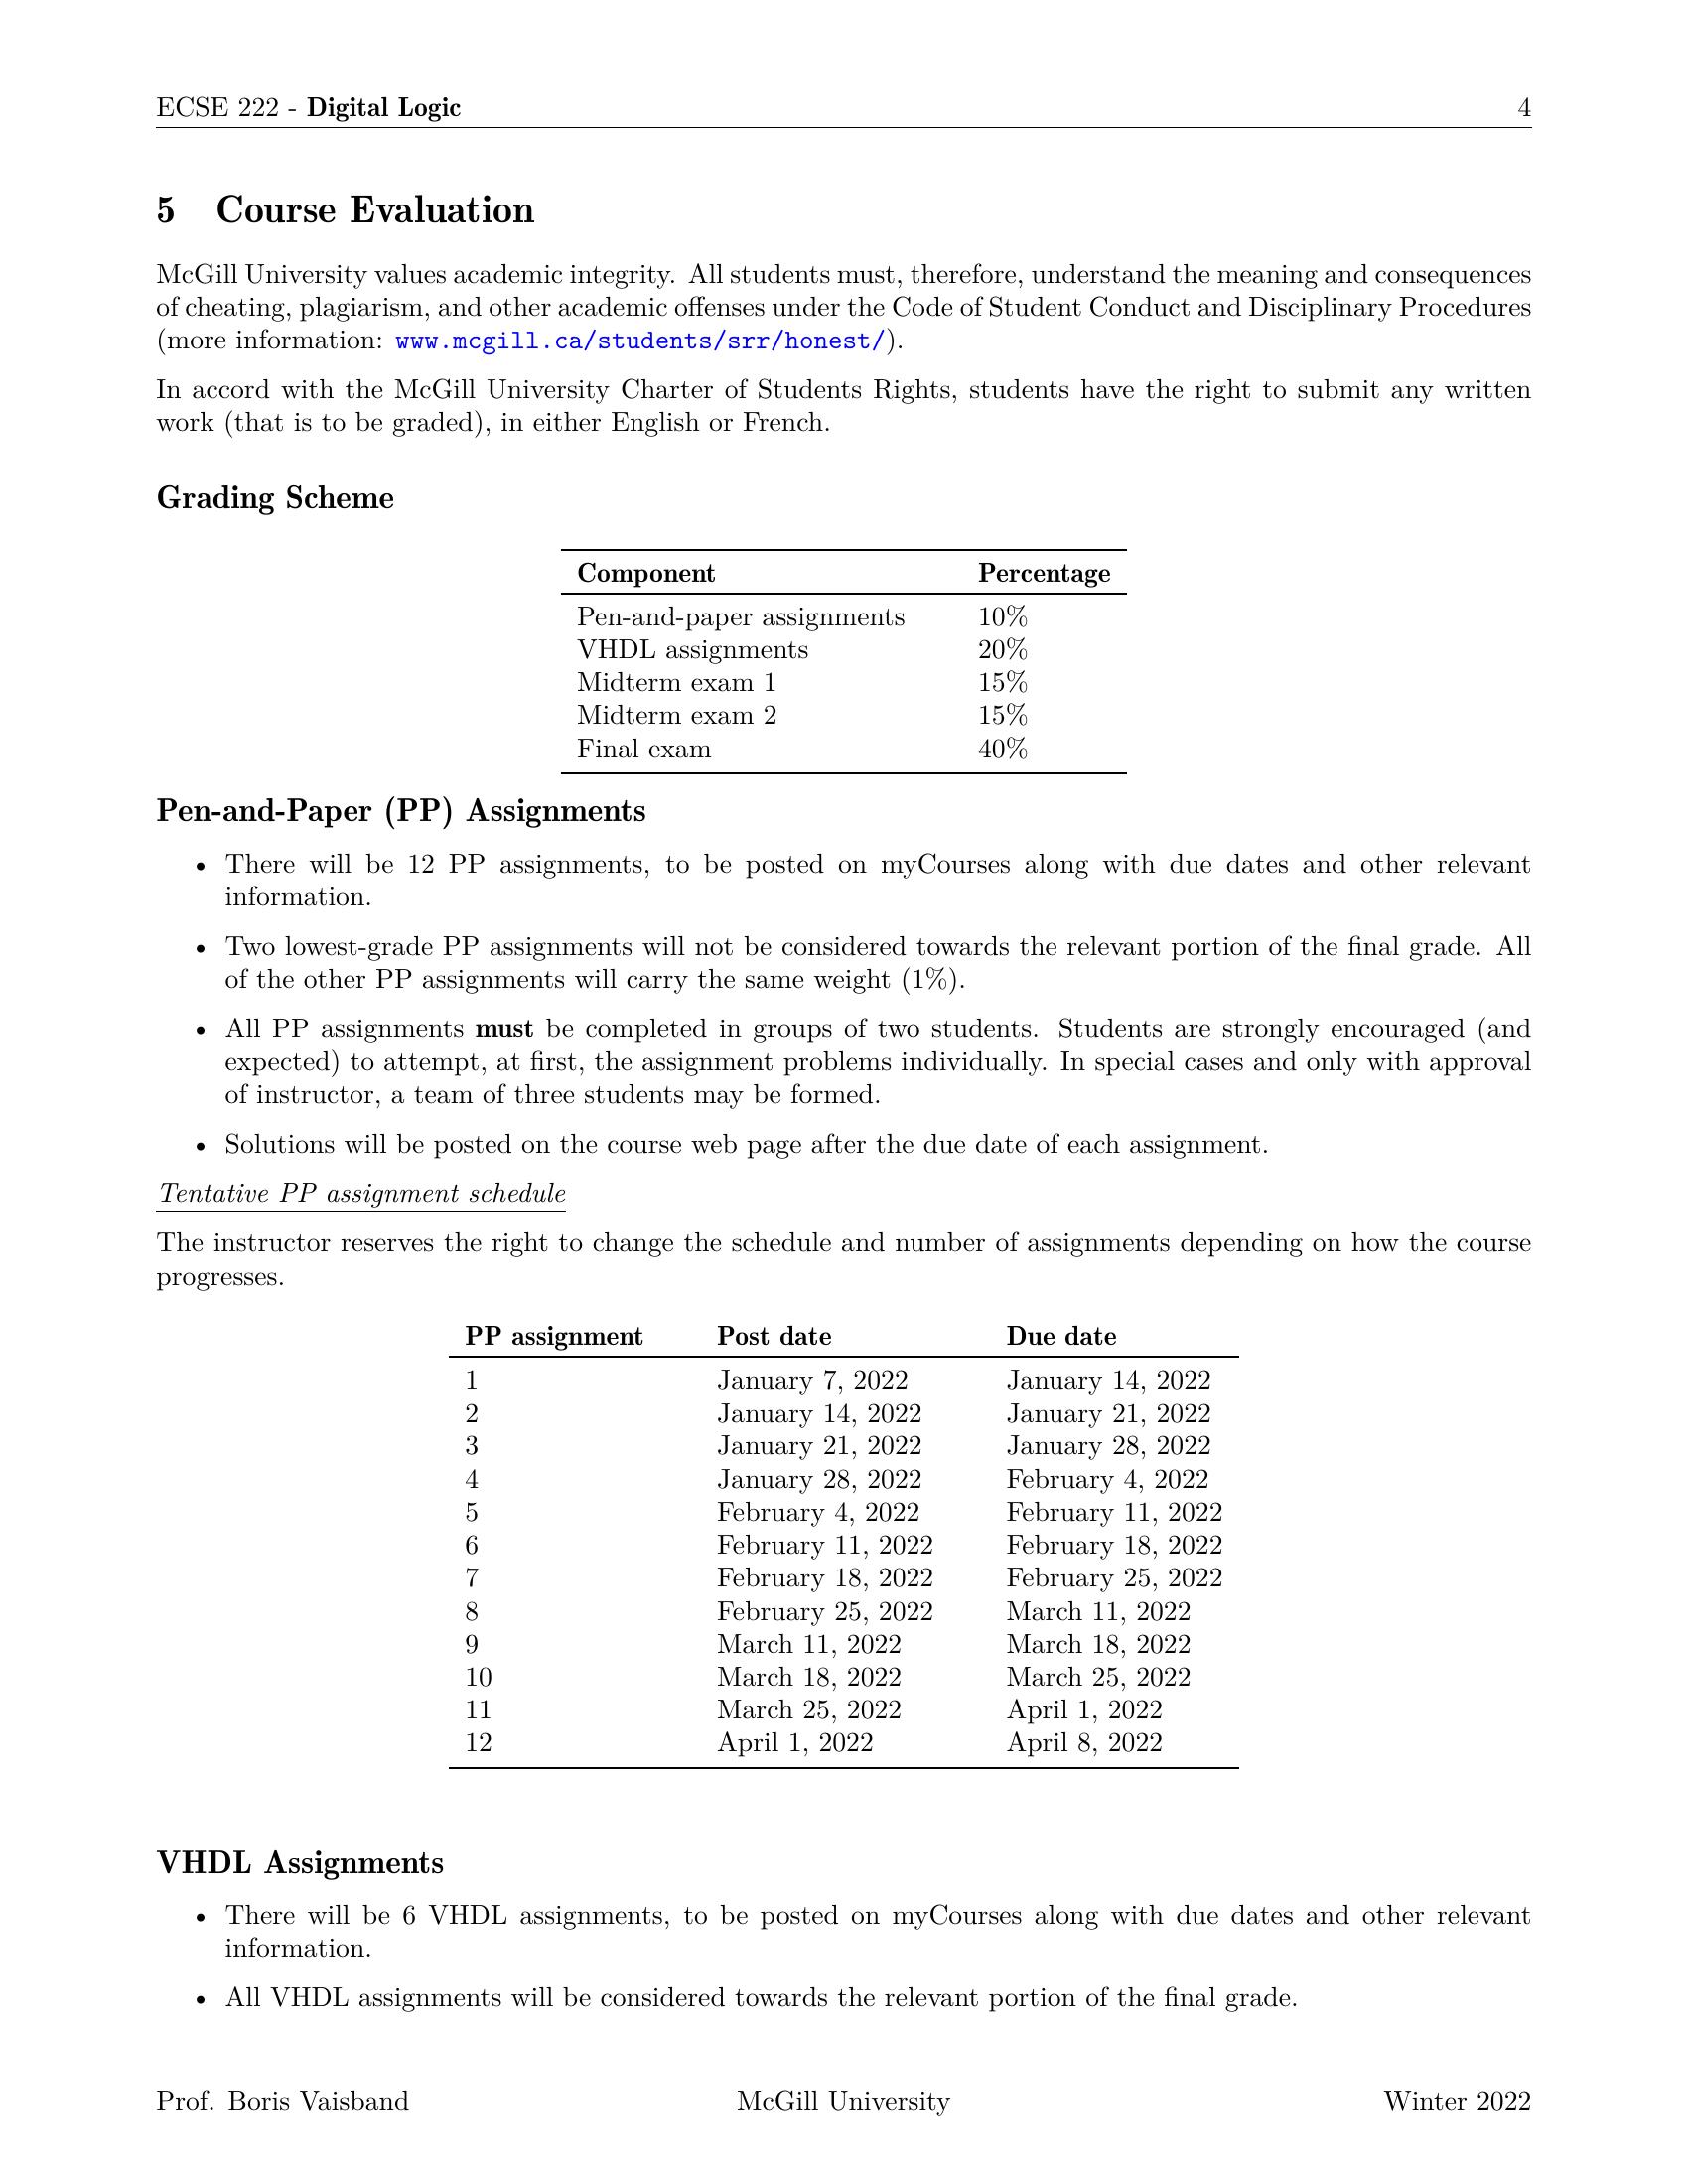 ECSE 222 - Digital Logic 4
5 Course Evaluation
McGill University values academic integrity. All students must, therefore, understand the meaning and consequences
of cheating, plagiarism, and other academic offenses under the Code of Student Conduct and Disciplinary Procedures
(more information: www.mcgill.ca/students/srr/honest/).
In accord with the McGill University Charter of Students Rights, students have the right to submit any written
work (that is to be graded), in either English or French.
Grading Scheme
Component Percentage
Pen-and-paper assignments 10%
VHDL assignments 20%
Midterm exam 1 15%
Midterm exam 2 15%
Final exam 40%
Pen-and-Paper (PP) Assignments
• There will be 12 PP assignments, to be posted on myCourses along with due dates and other relevant
information.
• Two lowest-grade PP assignments will not be considered towards the relevant portion of the final grade. All
of the other PP assignments will carry the same weight (1%).
• All PP assignments must be completed in groups of two students. Students are strongly encouraged (and
expected) to attempt, at first, the assignment problems individually. In special cases and only with approval
of instructor, a team of three students may be formed.
• Solutions will be posted on the course web page after the due date of each assignment.
Tentative PP assignment schedule
The instructor reserves the right to change the schedule and number of assignments depending on how the course
progresses.
PP assignment Post date Due date
1 January 7, 2022 January 14, 2022
2 January 14, 2022 January 21, 2022
3 January 21, 2022 January 28, 2022
4 January 28, 2022 February 4, 2022
5 February 4, 2022 February 11, 2022
6 February 11, 2022 February 18, 2022
7 February 18, 2022 February 25, 2022
8 February 25, 2022 March 11, 2022
9 March 11, 2022 March 18, 2022
10 March 18, 2022 March 25, 2022
11 March 25, 2022 April 1, 2022
12 April 1, 2022 April 8, 2022
VHDL Assignments
• There will be 6 VHDL assignments, to be posted on myCourses along with due dates and other relevant
information.
• All VHDL assignments will be considered towards the relevant portion of the final grade.
Prof. Boris Vaisband McGill University Winter 2022